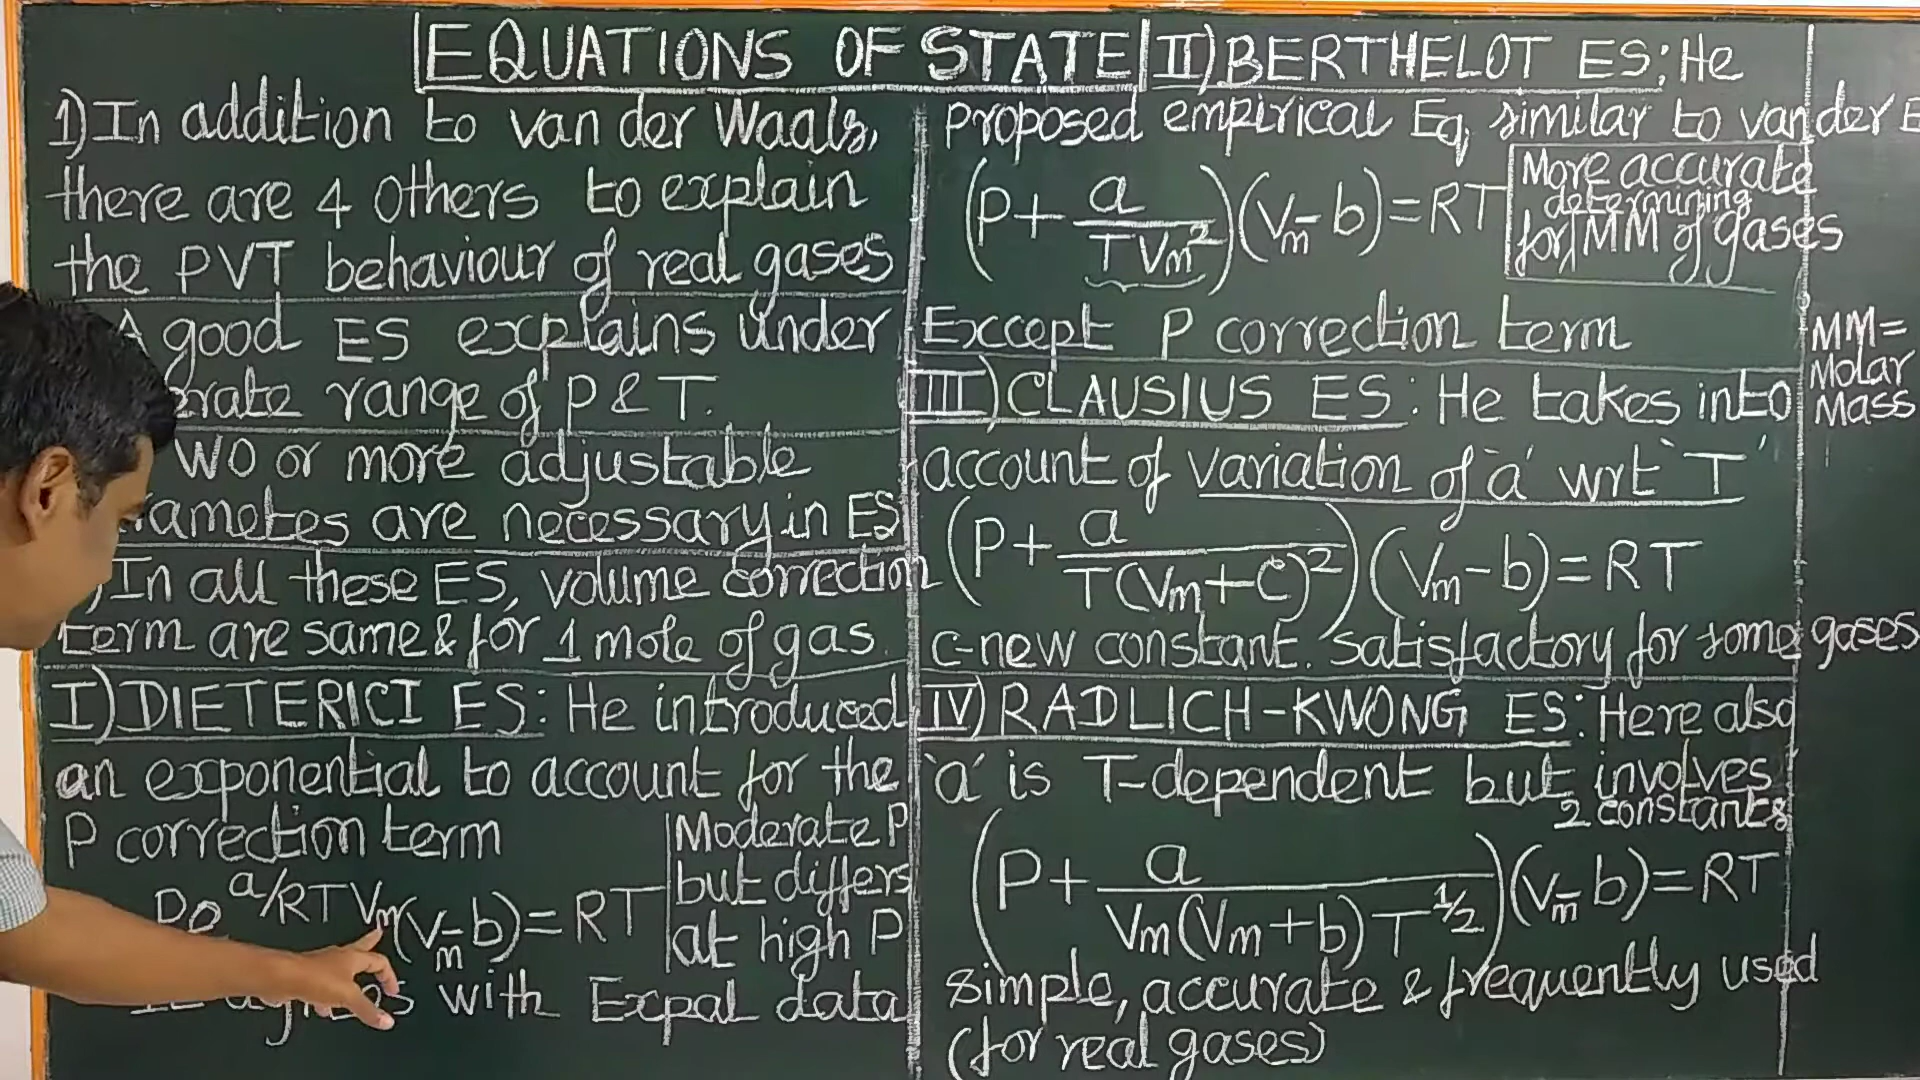 EQUATIONS OF STATE
1) In addition to van der Waals,
there are 4 others to explain
the PVT behaviour of real gases
A good ES explains under
range of P & T.
wo or more adjustable
rametes are necessary in ES
In all these ES, volume correction
term are same & for 1 mole of gas.
I) DIETERICI ES: He introduced
an exponential to account for the
P correction term
Pe^a/RTVm (Vm-b) = RT
Moderate P
but differs
at high P
It agrees with Expal data
II) BERTHELOT ES: He
proposed empirical Eq, similar to van der E
(P + a/TVm²)(Vm-b) = RT
More accurate
determining
for MM of gases
Except P correction term
MM=
Molar
Mass
III) CLAUSIUS ES: He takes into
account of variation of 'a' wrt 'T'
(P + a/T(Vm+C)²)(Vm-b) = RT
c-new constant. satisfactory for some gases
IV) RADLICH-KWONG ES: Here also
'a' is T-dependent but involves
2 constants
(P + a/Vm(Vm+b)T^1/2)(Vm-b) = RT
simple, accurate & frequently used
(for real gases)